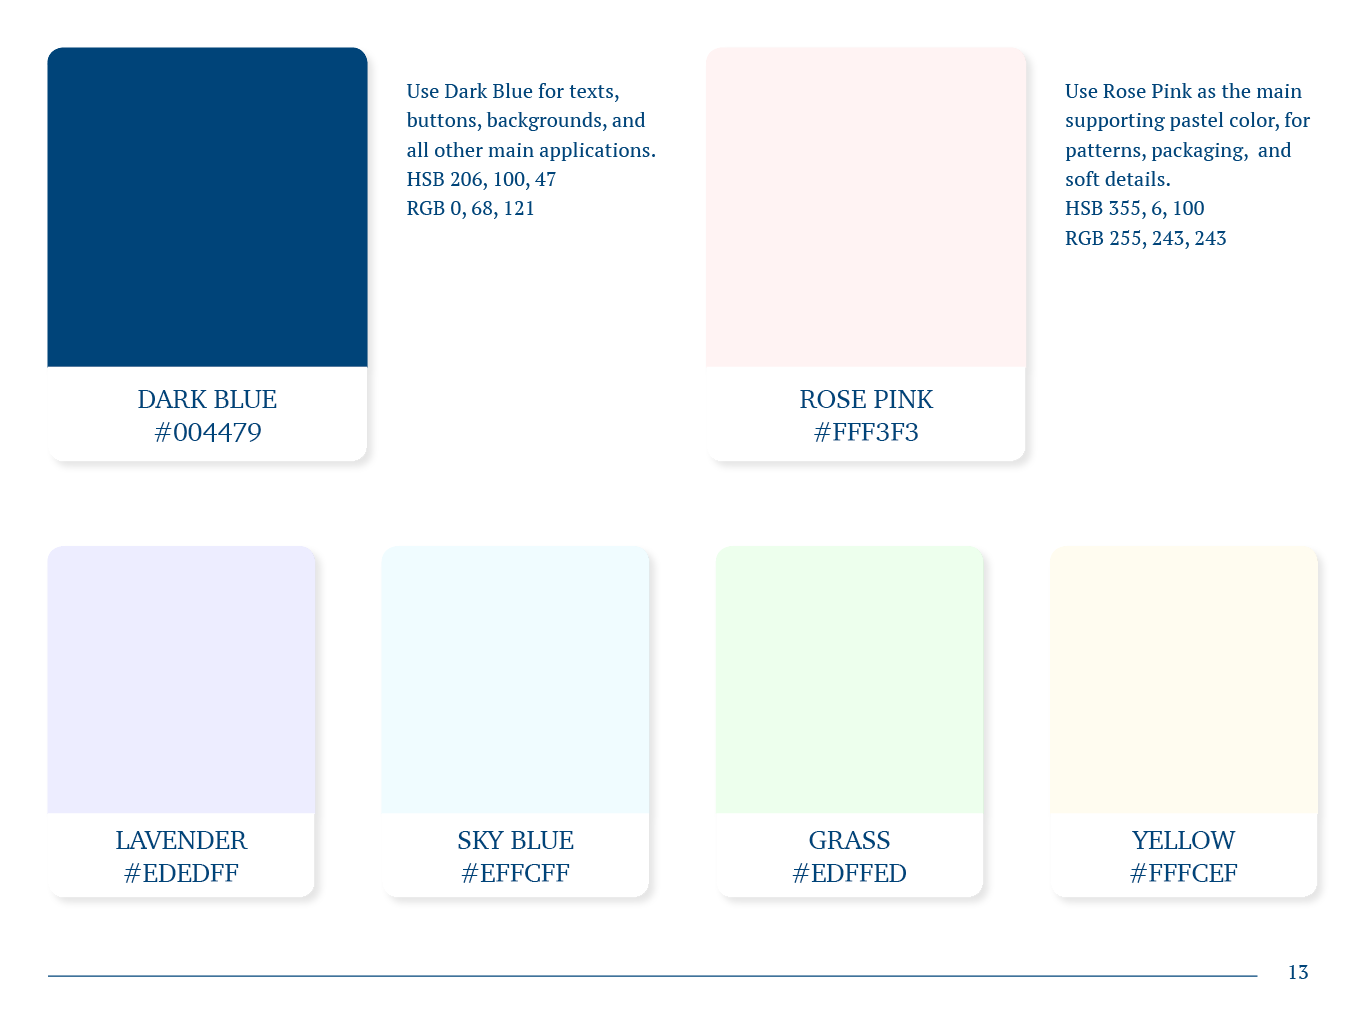 Use Dark Blue for texts,
buttons, backgrounds, and
all other main applications.
HSB 206, 100, 47
RGB 0, 68, 121
DARK BLUE
#004479
Use Rose Pink as the main
supporting pastel color, for
patterns, packaging,  and
soft details.
HSB 355, 6, 100
RGB 255, 243, 243
ROSE PINK
#FFF3F3
LAVENDER
#EDEDFF
SKY BLUE
#EFFCFF
GRASS
#EDFFED
YELLOW
#FFFCEF
13